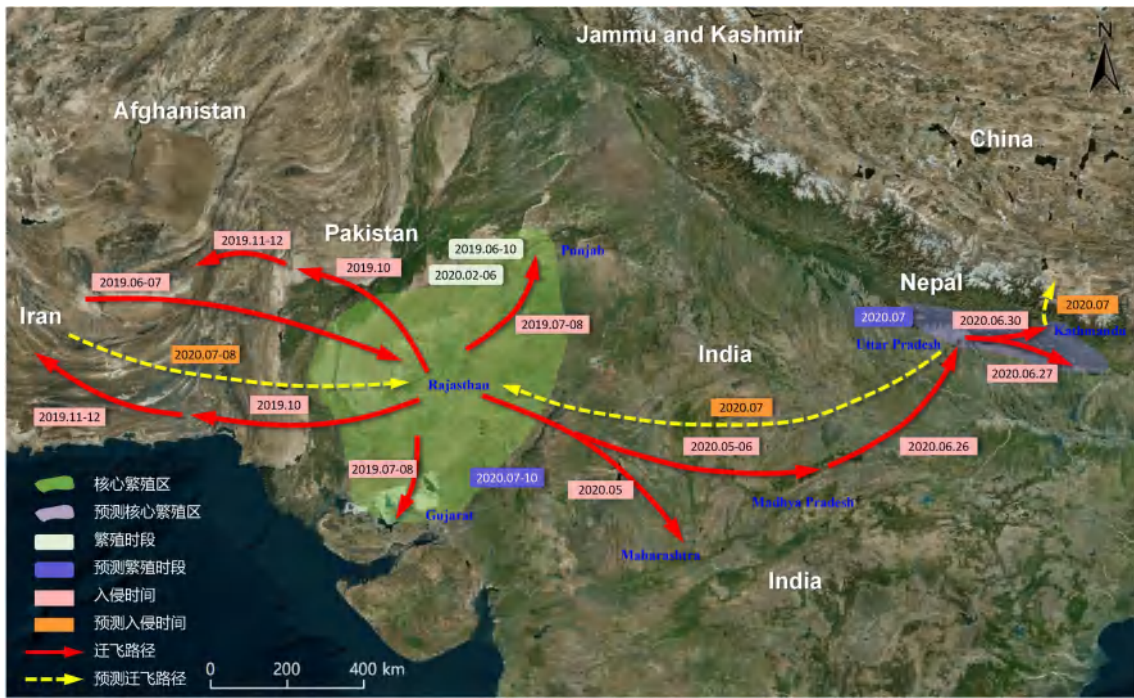 Jammu and Kashmir
N
Afghanistan
China
Pakistan
2019.11-12
2019.10
2019.06-10
2020.02-06
Punjab
2019.06-07
Iran
2019.07-08
Nepal
2020.07
2020.06.30
2020.07
Kathmandu
Uttar Pradesh
India
2020.06.27
2020.07-08
Rajasthan
2019.11-12
2019.10
2020.07
2020.05-06
2020.06.26
2019.07-08
2020.07-10
2020.05
Madhya Pradesh
Gujarat
Maharashtra
India
核心繁殖区
预测核心繁殖区
繁殖时段
预测繁殖时段
入侵时间
预测入侵时间
迁飞路径
预测迁飞路径
0 200 400 km